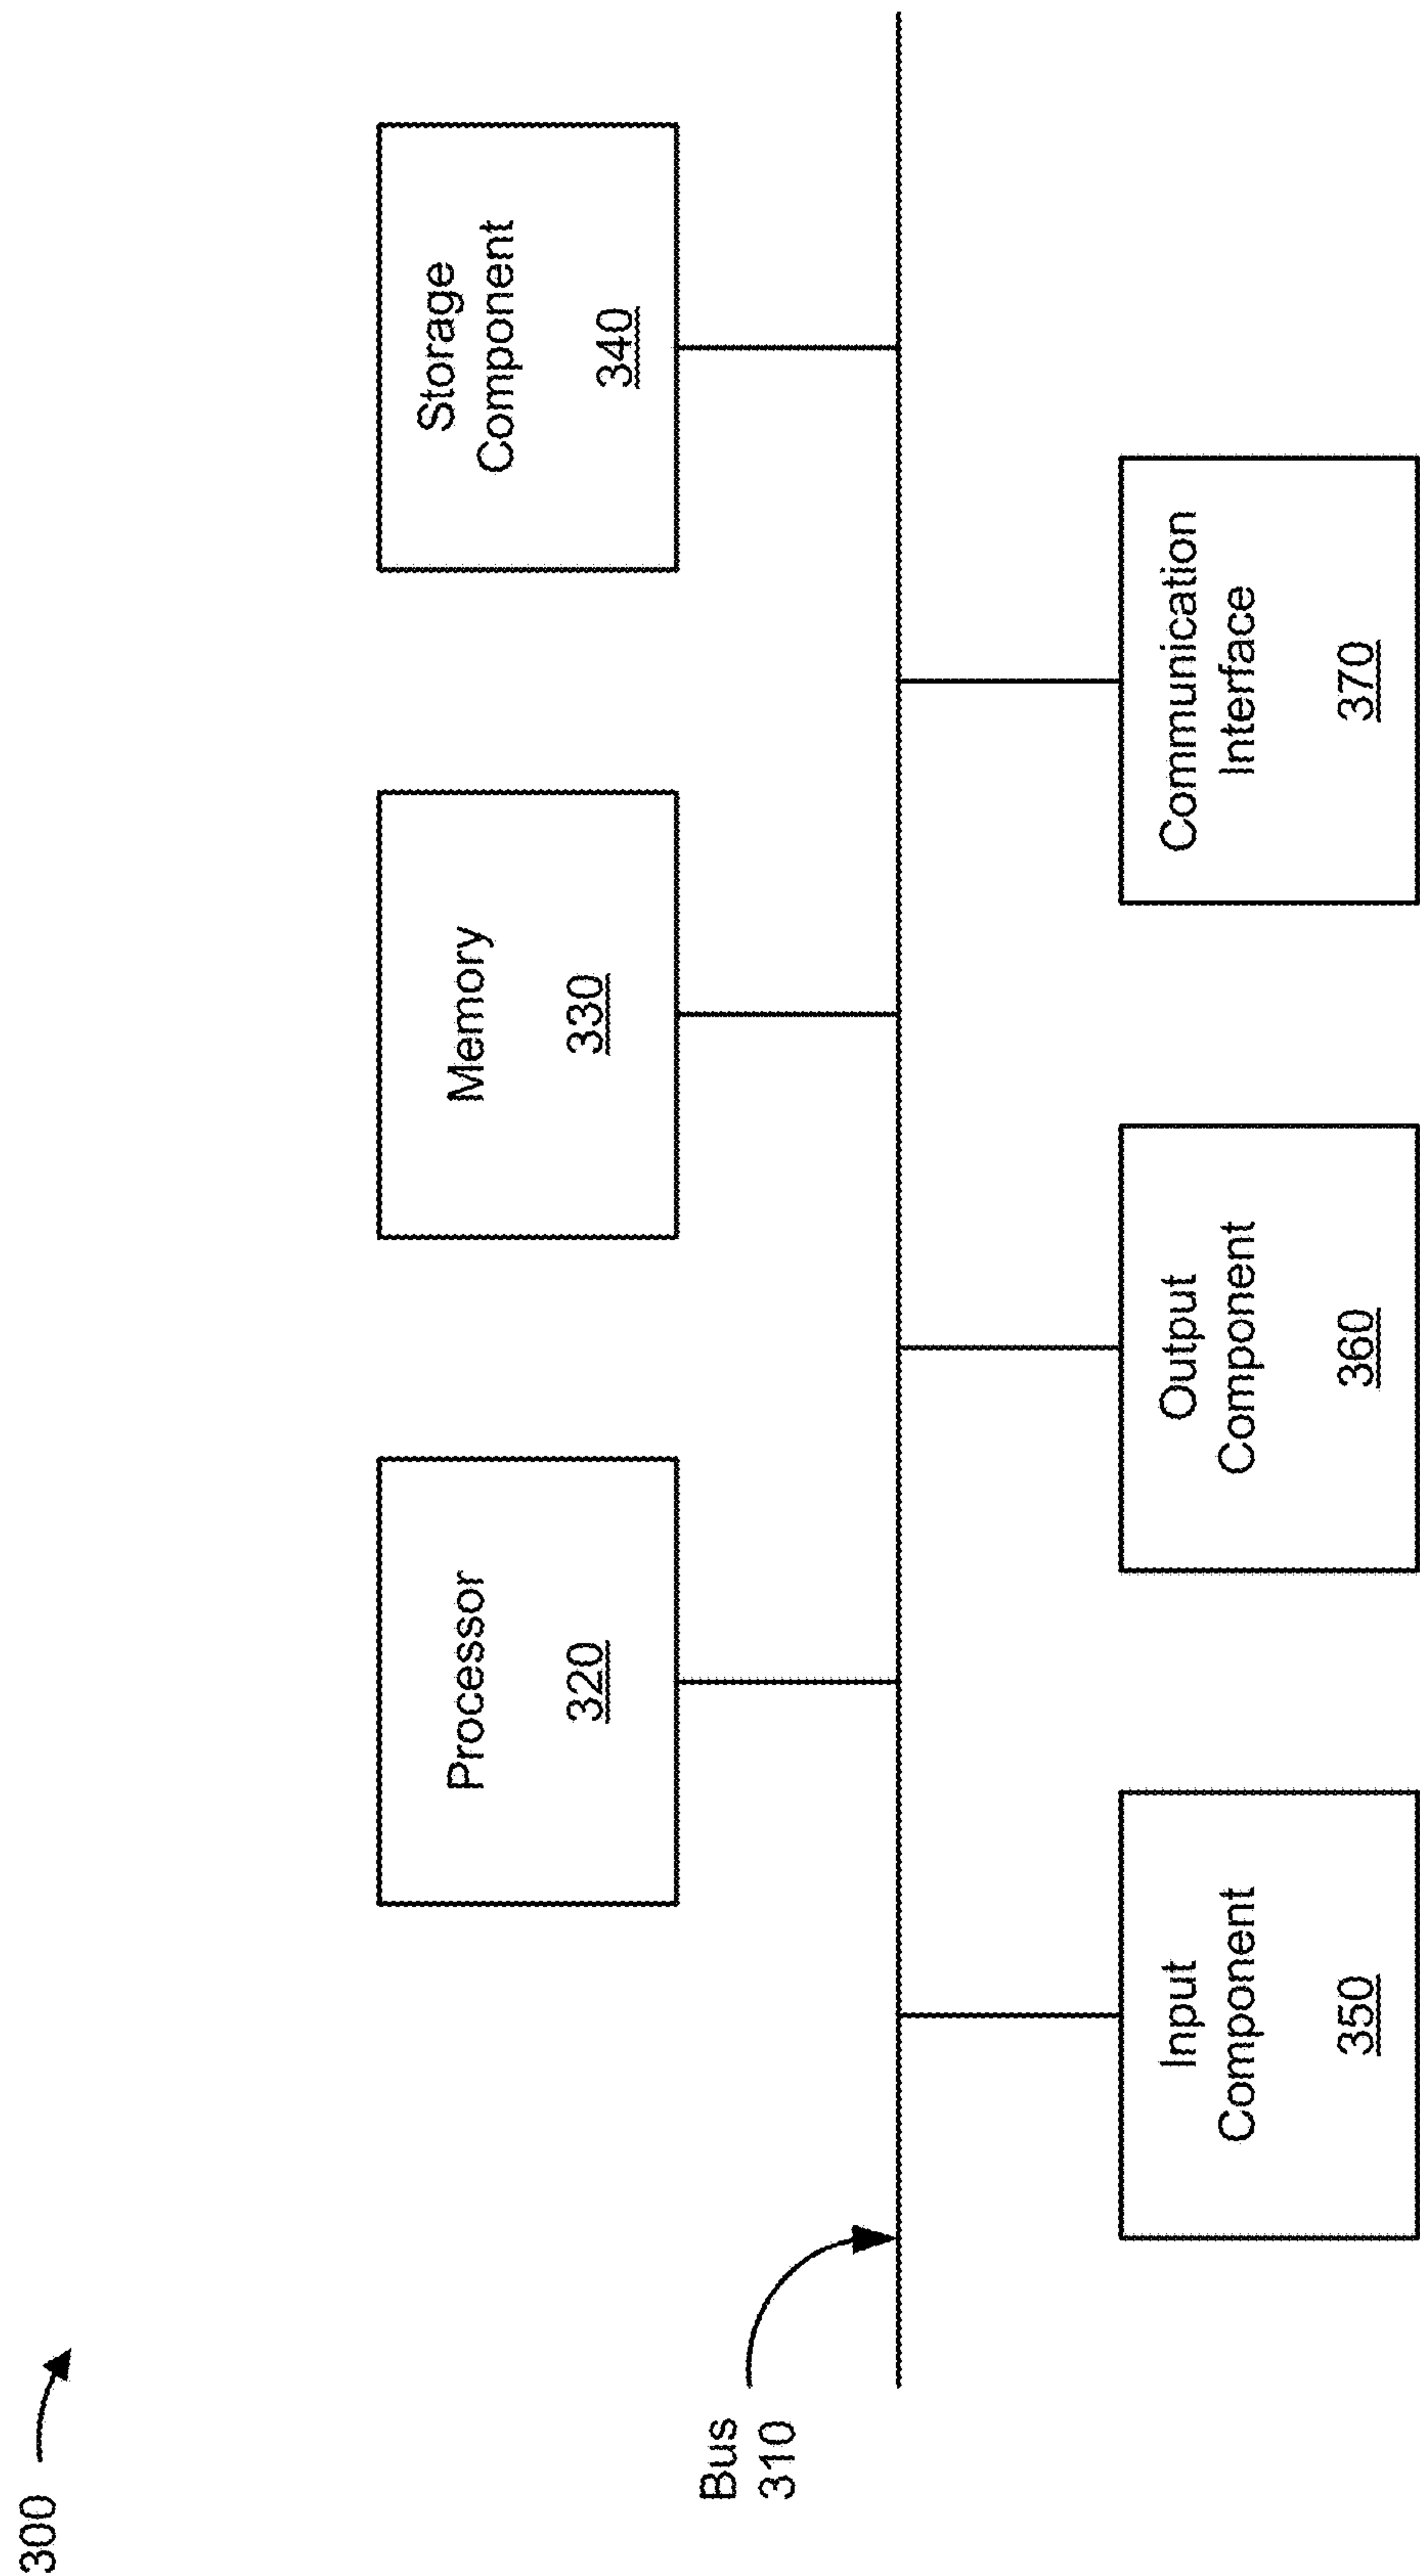 300
Bus
310
Processor
320
Memory
330
Storage
Component
340
Input
Component
350
Output
Component
360
Communication
Interface
370